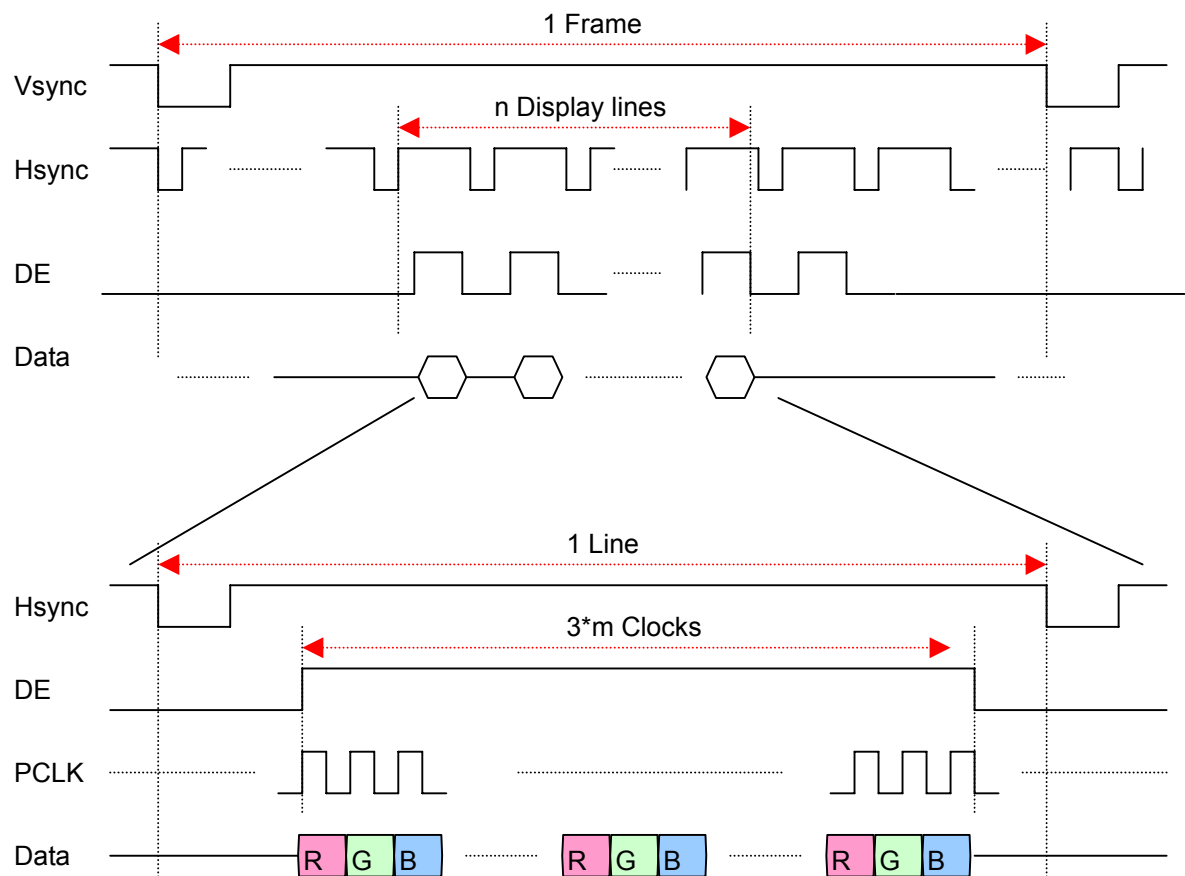 1 Frame
Vsync
n Display lines
Hsync
DE
Data
1 Line
Hsync
3*m Clocks
DE
PCLK
Data
R G B
R G B
R G B